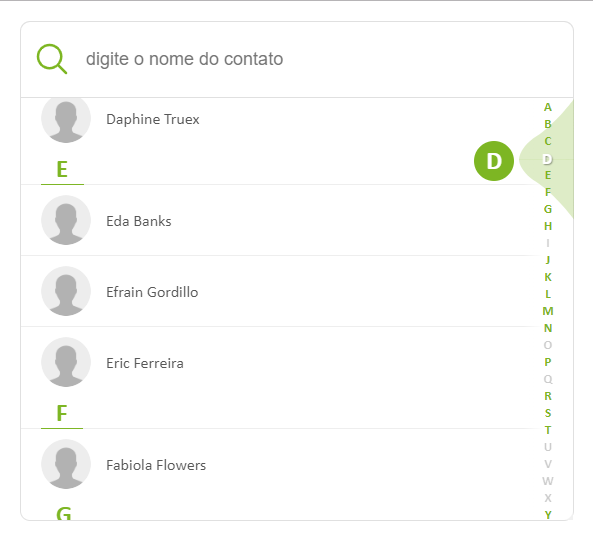 digite o nome do contato
Daphine Truex
E
Eda Banks
Efrain Gordillo
Eric Ferreira
F
Fabiola Flowers
G
D
A
B
C
D
E
F
G
H
I
J
K
L
M
N
O
P
Q
R
S
T
U
V
W
X
Y